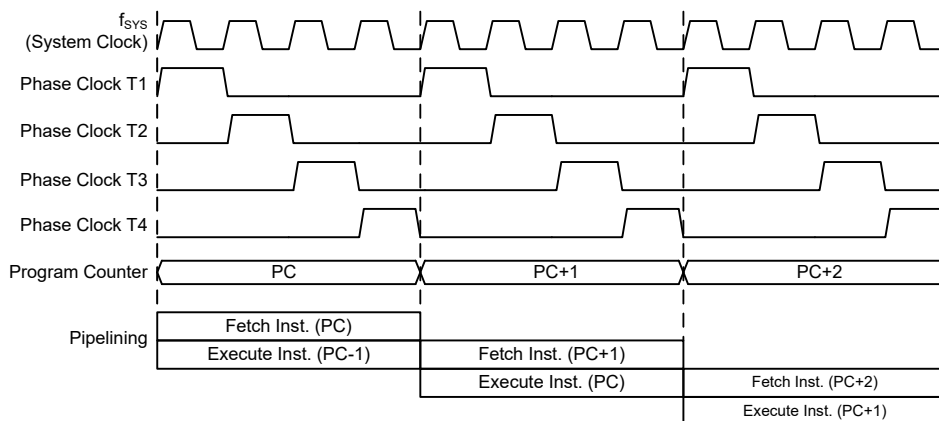 fSYS
(System Clock)
Phase Clock T1
Phase Clock T2
Phase Clock T3
Phase Clock T4
Program Counter PC PC+1 PC+2
Pipelining
Fetch Inst. (PC)
Execute Inst. (PC-1) Fetch Inst. (PC+1)
Execute Inst. (PC) Fetch Inst. (PC+2)
Execute Inst. (PC+1)